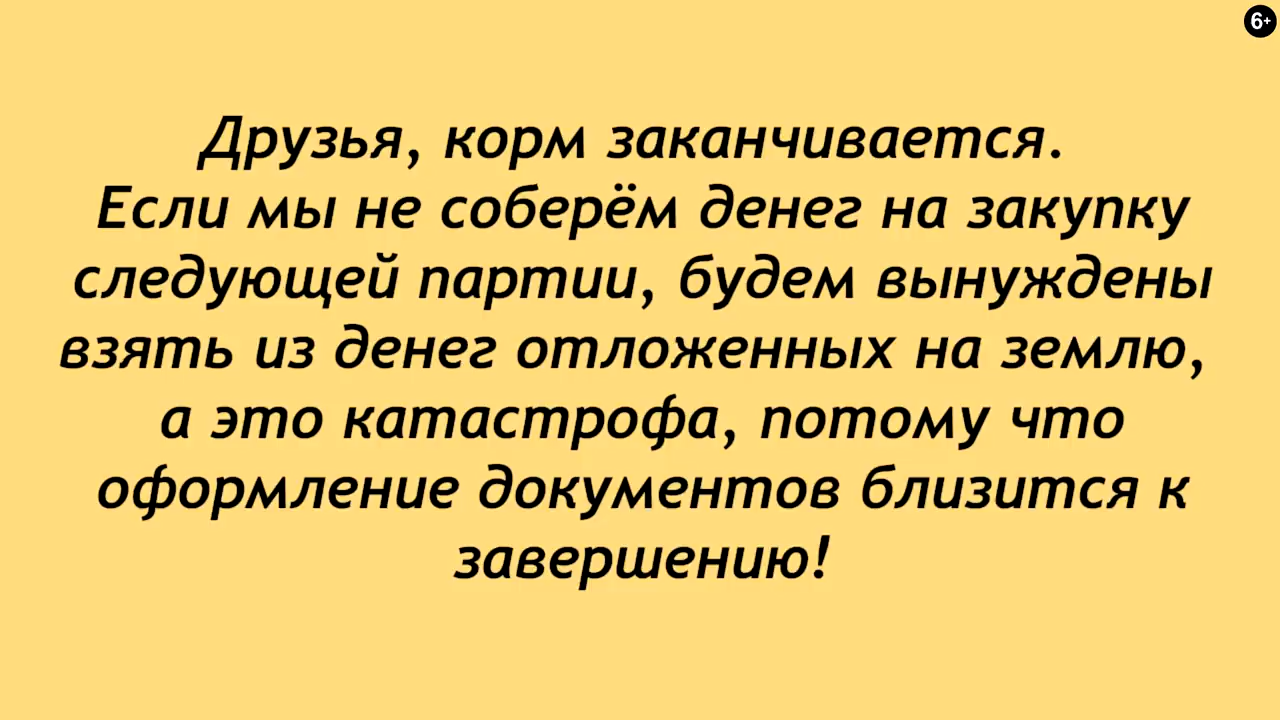 6+
Друзья, корм заканчивается.
Если мы не соберём денег на закупку
следующей партии, будем вынуждены
взять из денег отложенных на землю,
а это катастрофа, потому что
оформление документов близится к
завершению!